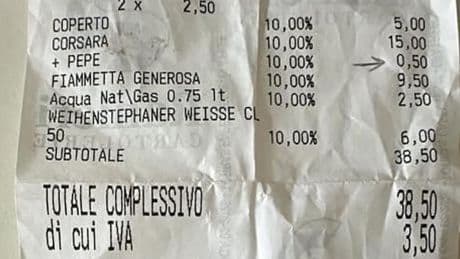 2 x 2,50
COPERTO 10,00% 5,00
CORSARA 10,00% 15,00
+ PEPE 10,00% 0,50
FIAMMETTA GENEROSA 10,00% 9,50
Acqua Nat\Gas 0.75 lt 10,00% 2,50
WEIHENSTEPHANER WEISSE CL
50 10,00% 6,00
SUBTOTALE 38,50
TOTALE COMPLESSIVO 38,50
di cui IVA 3,50